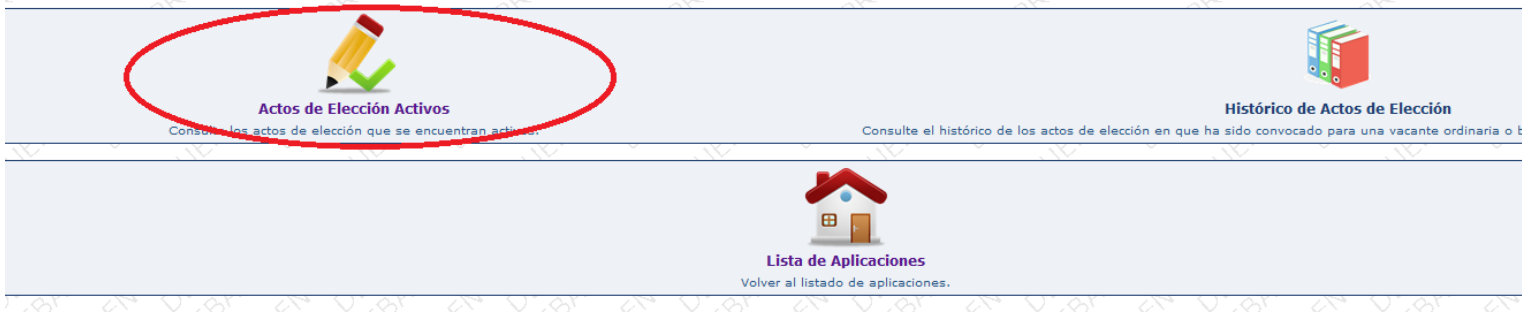 Actos de Elección Activos
Consulte los actos de elección que se encuentran activos.
Histórico de Actos de Elección
Consulte el histórico de los actos de elección en que ha sido convocado para una vacante ordinaria o b
Lista de Aplicaciones
Volver al listado de aplicaciones.